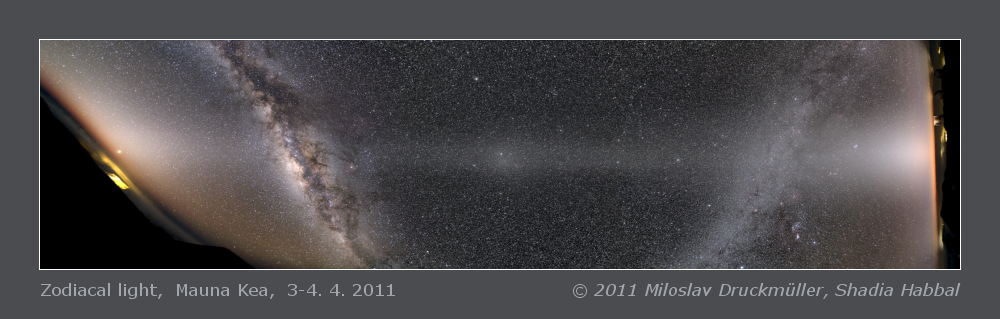 Zodiacal light,  Mauna Kea,  3-4. 4. 2011
© 2011 Miloslav Druckmüller, Shadia Habbal